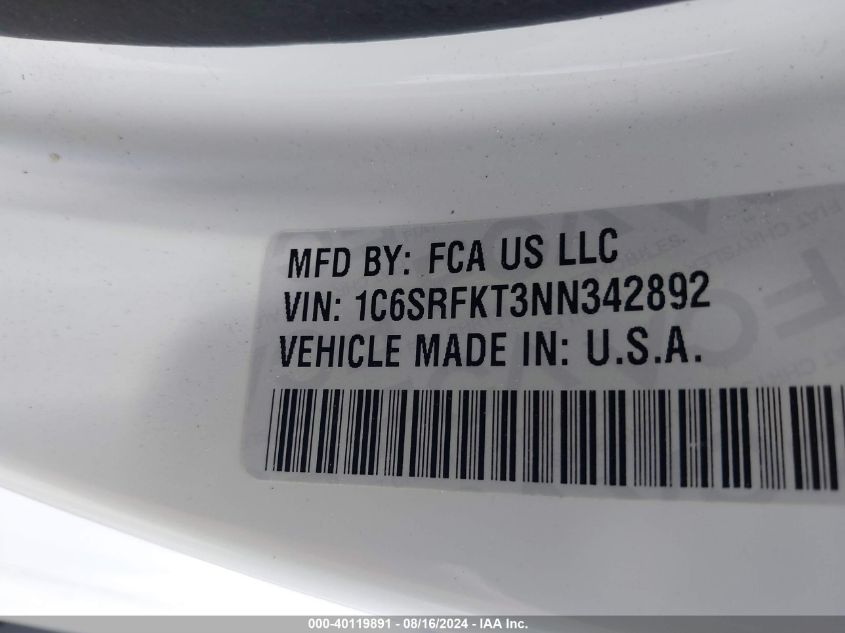 MFD BY: FCA US LLC
VIN: 1C6SRFKT3NN342892
VEHICLE MADE IN: U.S.A.
000-40119891 - 08/16/2024 - IAA Inc.